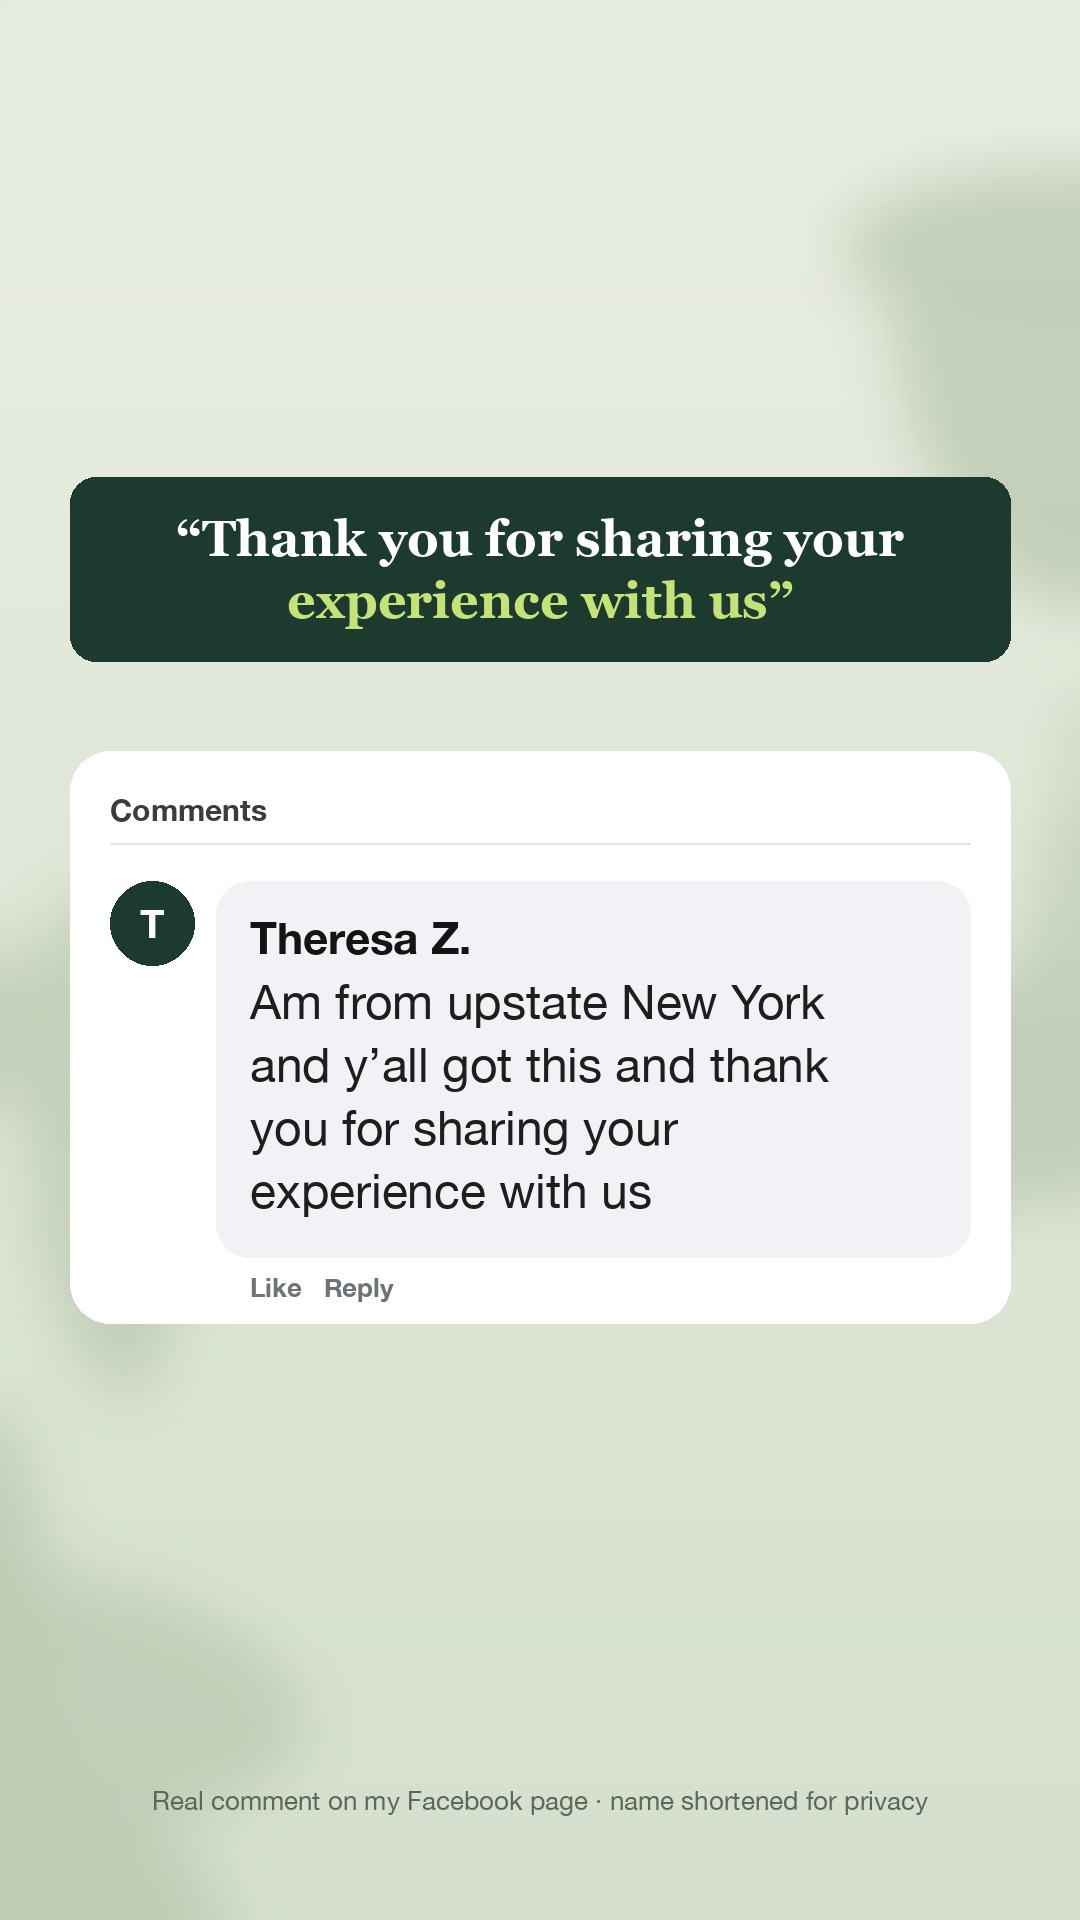 “Thank you for sharing your
experience with us”
Comments
T
Theresa Z.
Am from upstate New York
and y’all got this and thank
you for sharing your
experience with us
Like Reply
Real comment on my Facebook page · name shortened for privacy